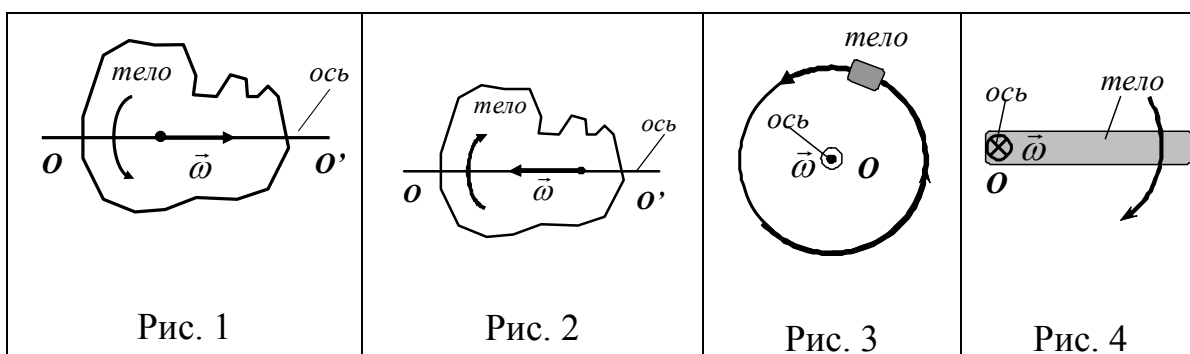 тело
ось
O
ω⃗
O’
Рис. 1
тело
ось
O
ω⃗
O’
Рис. 2
тело
ось
ω⃗
O
Рис. 3
ось
тело
ω⃗
O
Рис. 4